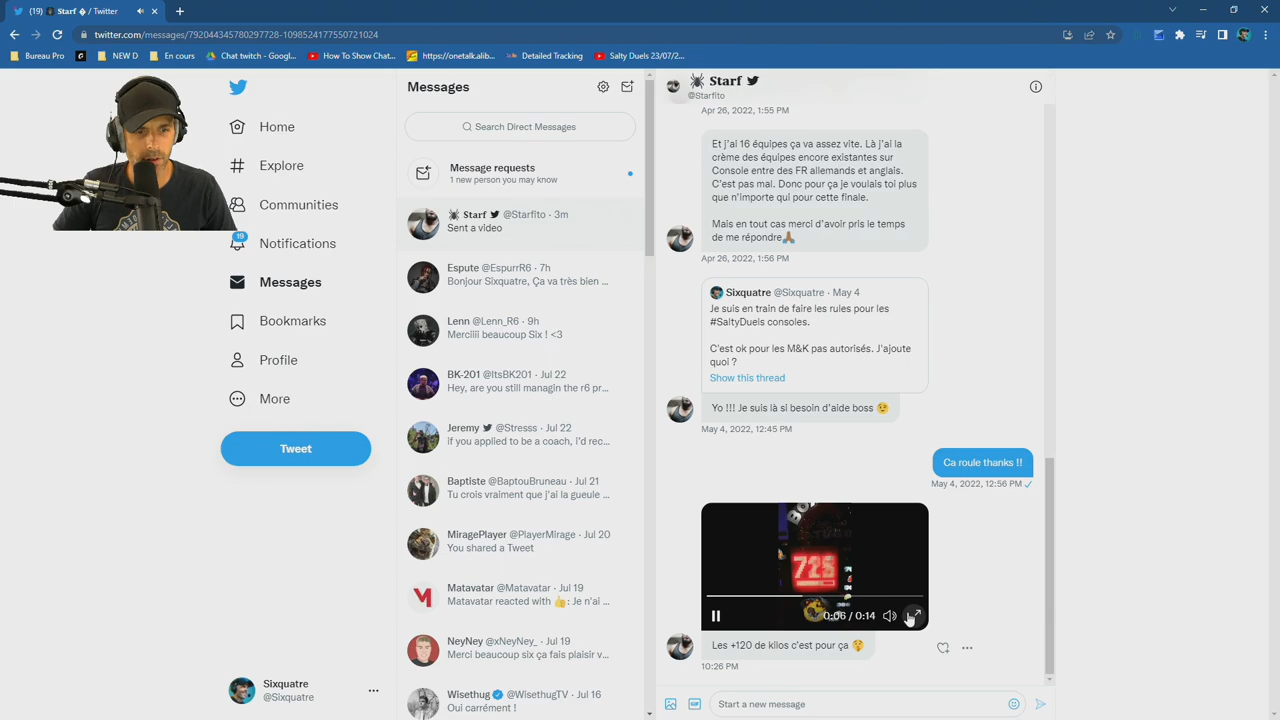 (19) Starf / Twitter
twitter.com/messages/792044345780297728-1098524177550721024
Bureau Pro
NEW D
En cours
Chat twitch - Googl...
How To Show Chat...
https://onetalk.alib...
Detailed Tracking
Salty Duels 23/07/2...
Home
Explore
Communities
19
Notifications
Messages
Bookmarks
Profile
More
Tweet
Sixquatre
@Sixquatre
Messages
Search Direct Messages
Message requests
1 new person you may know
Starf @Starfito · 3m
Sent a video
Espute @EspurrR6 · 7h
Bonjour Sixquatre, Ça va très bien ...
Lenn @Lenn_R6 · 9h
Merciiii beaucoup Six ! <3
BK-201 @ItsBK201 · Jul 22
Hey, are you still managin the r6 pr...
Jeremy @Stresss · Jul 22
if you applied to be a coach, i'd rec...
Baptiste @BaptouBruneau · Jul 21
Tu crois vraiment que j'ai la gueule ...
MiragePlayer @PlayerMirage · Jul 20
You shared a Tweet
Matavatar @Matavatar · Jul 19
Matavatar reacted with 👍: Je n'ai ...
NeyNey @xNeyNey_ · Jul 19
Merci beaucoup six ça fais plaisir v...
Wisethug @WisethugTV · Jul 16
Oui carrément !
Starf
@Starfito
Apr 26, 2022, 1:55 PM
Et j'ai 16 équipes ça va assez vite. Là j'ai la
crème des équipes encore existantes sur
Console entre des FR allemands et anglais.
C'est pas mal. Donc pour ça je voulais toi plus
que n'importe qui pour cette finale.
Mais en tout cas merci d'avoir pris le temps
de me répondre🙏🏾
Apr 26, 2022, 1:56 PM
Sixquatre @Sixquatre · May 4
Je suis en train de faire les rules pour les
#SaltyDuels consoles.
C'est ok pour les M&K pas autorisés. J'ajoute
quoi ?
Show this thread
Yo !!! Je suis là si besoin d'aide boss 😉
May 4, 2022, 12:45 PM
Ca roule thanks !!
May 4, 2022, 12:56 PM
728
0:06 / 0:14
Les +120 de kilos c'est pour ça 🤫
10:26 PM
GIF
Start a new message